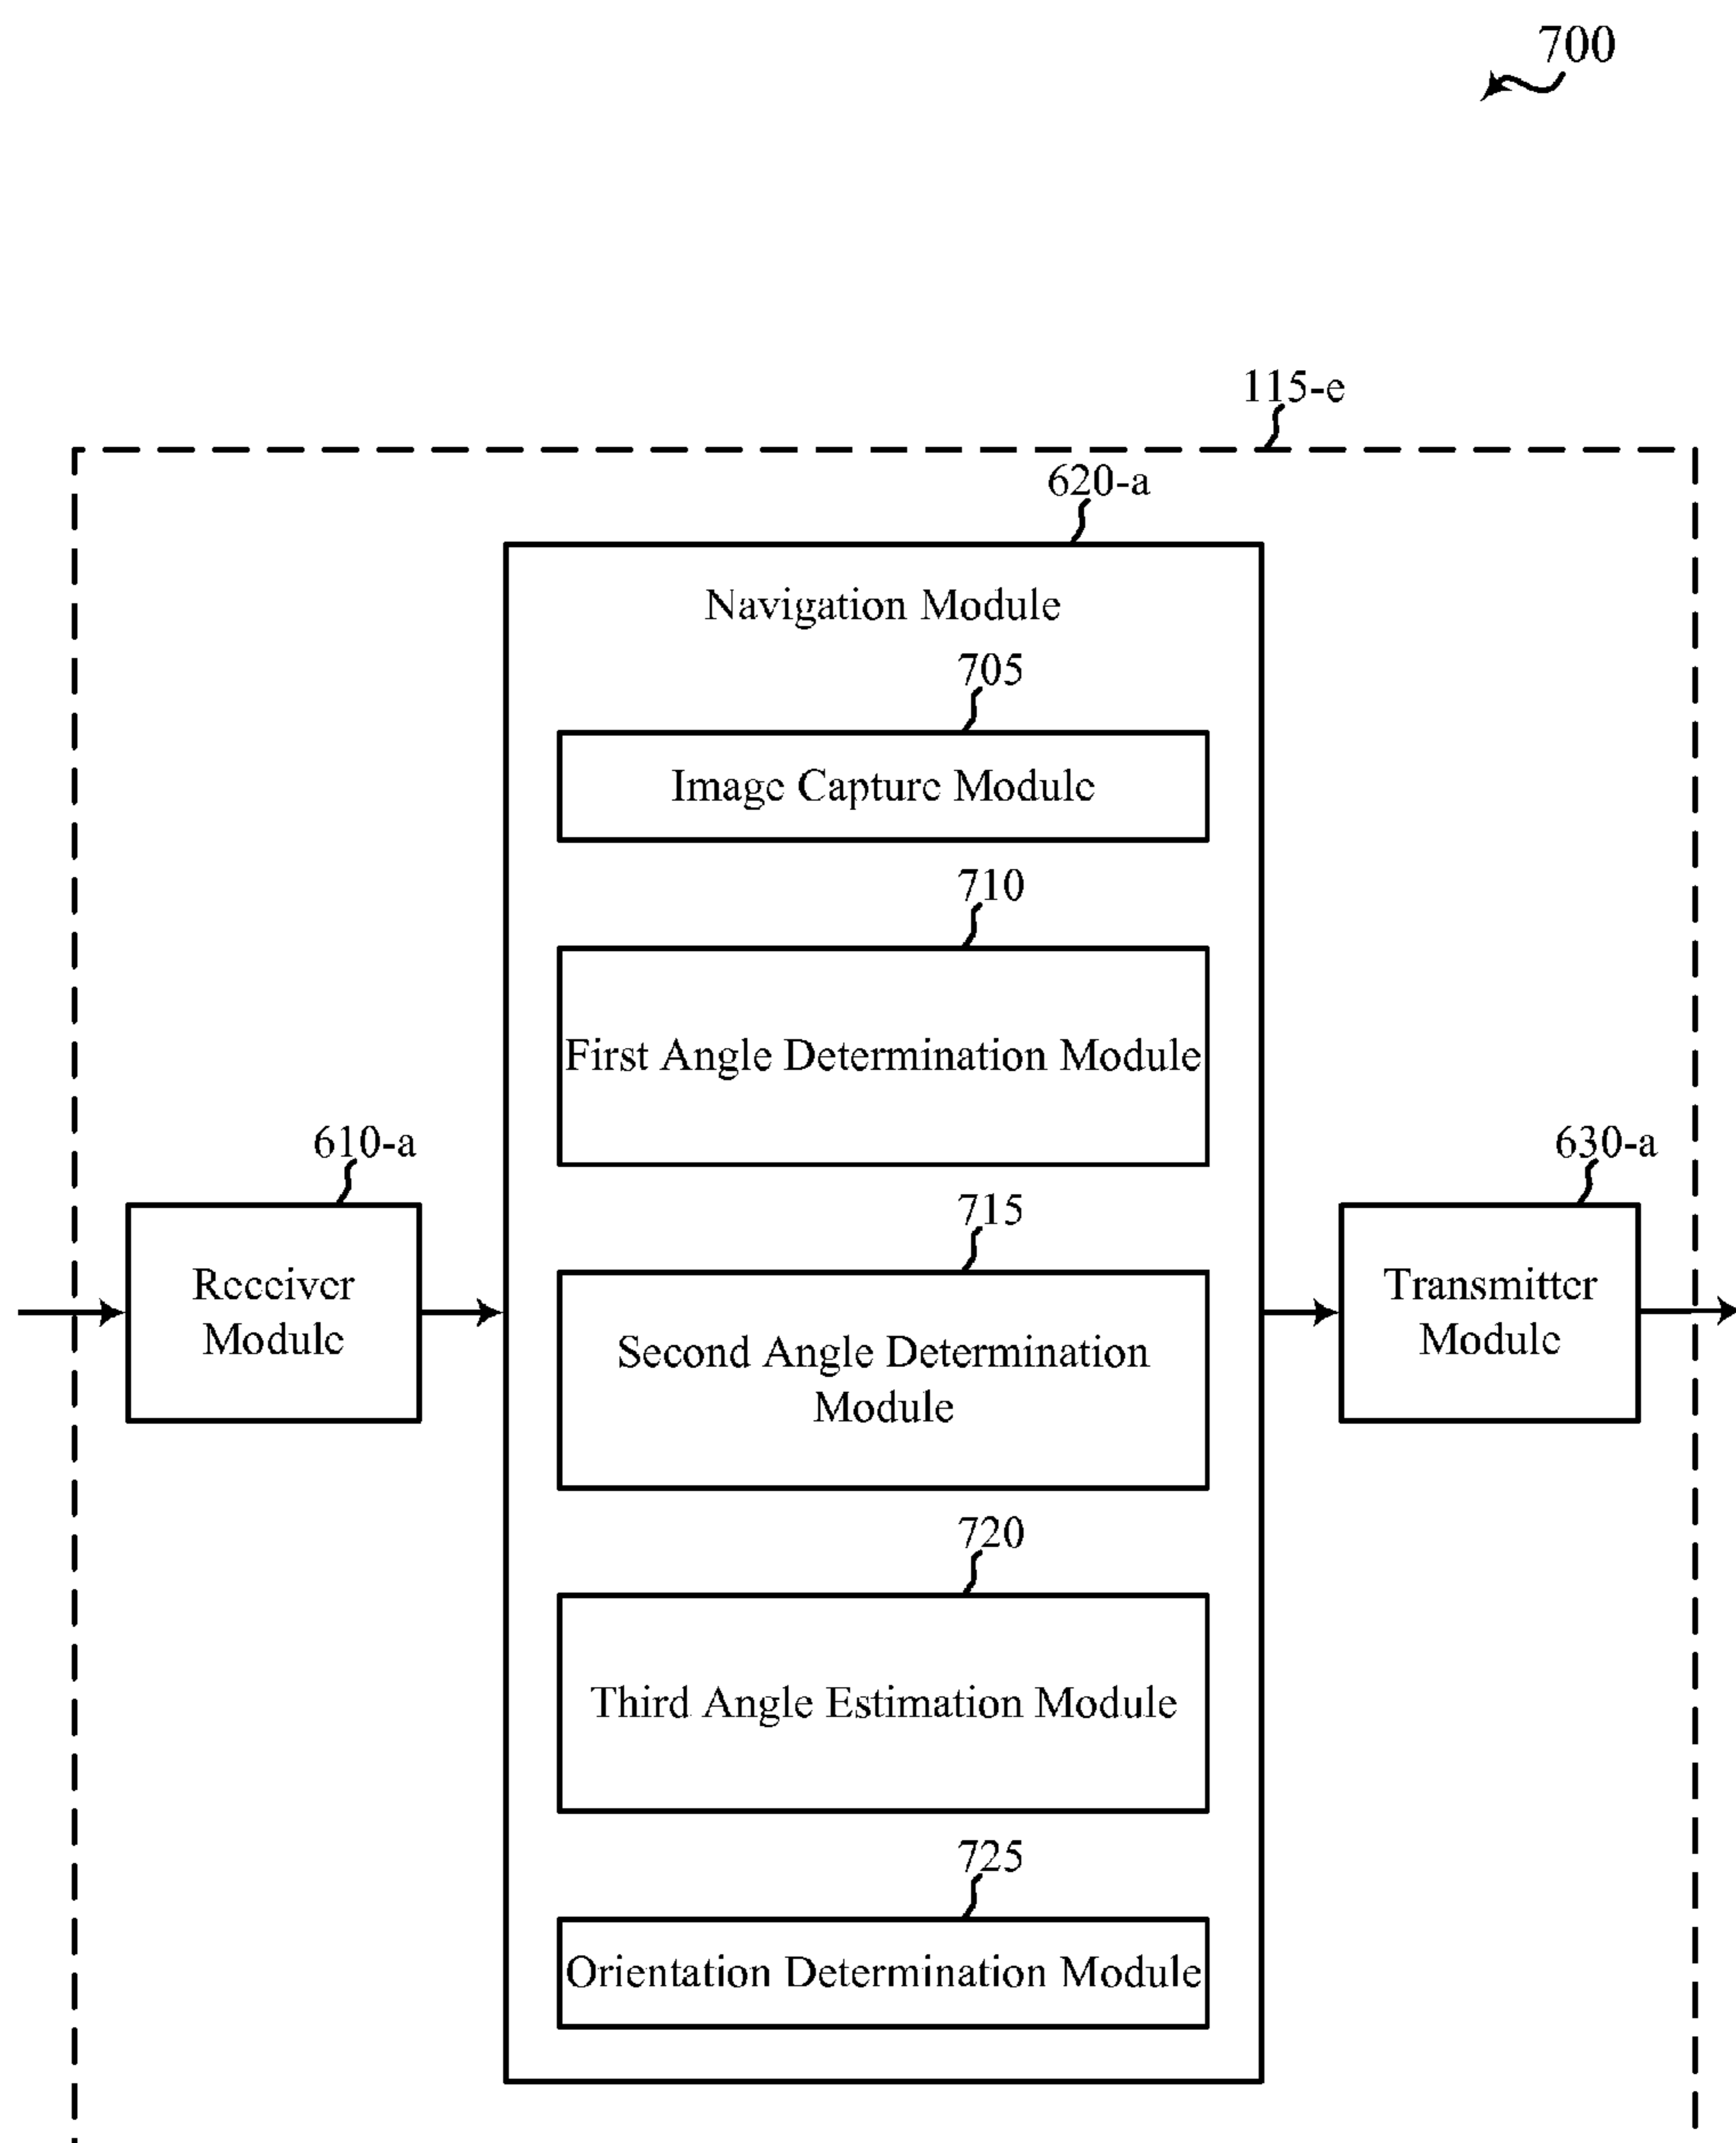 700
115-e
620-a
Navigation Module
705
Image Capture Module
710
First Angle Determination Module
610-a
630-a
715
Receiver
Module
Second Angle Determination
Module
Transmitter
Module
720
Third Angle Estimation Module
725
Orientation Determination Module